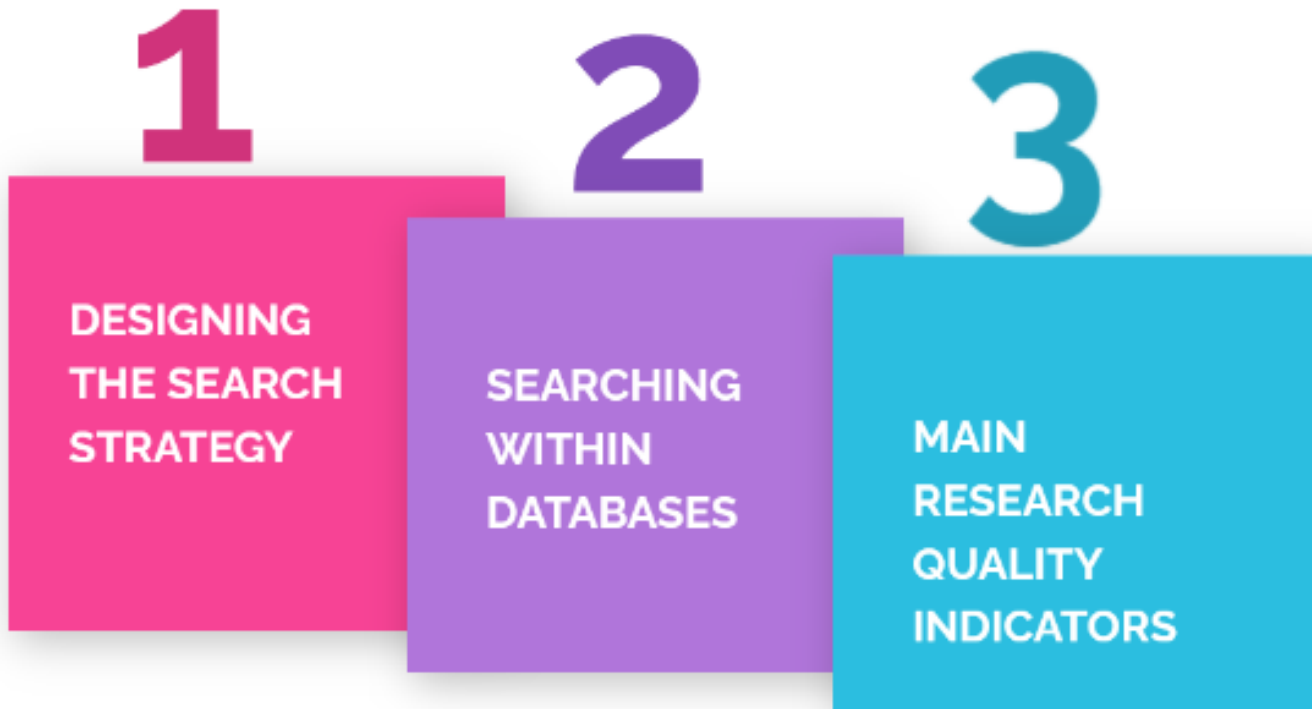 1
DESIGNING
THE SEARCH
STRATEGY
2
SEARCHING
WITHIN
DATABASES
3
MAIN
RESEARCH
QUALITY
INDICATORS